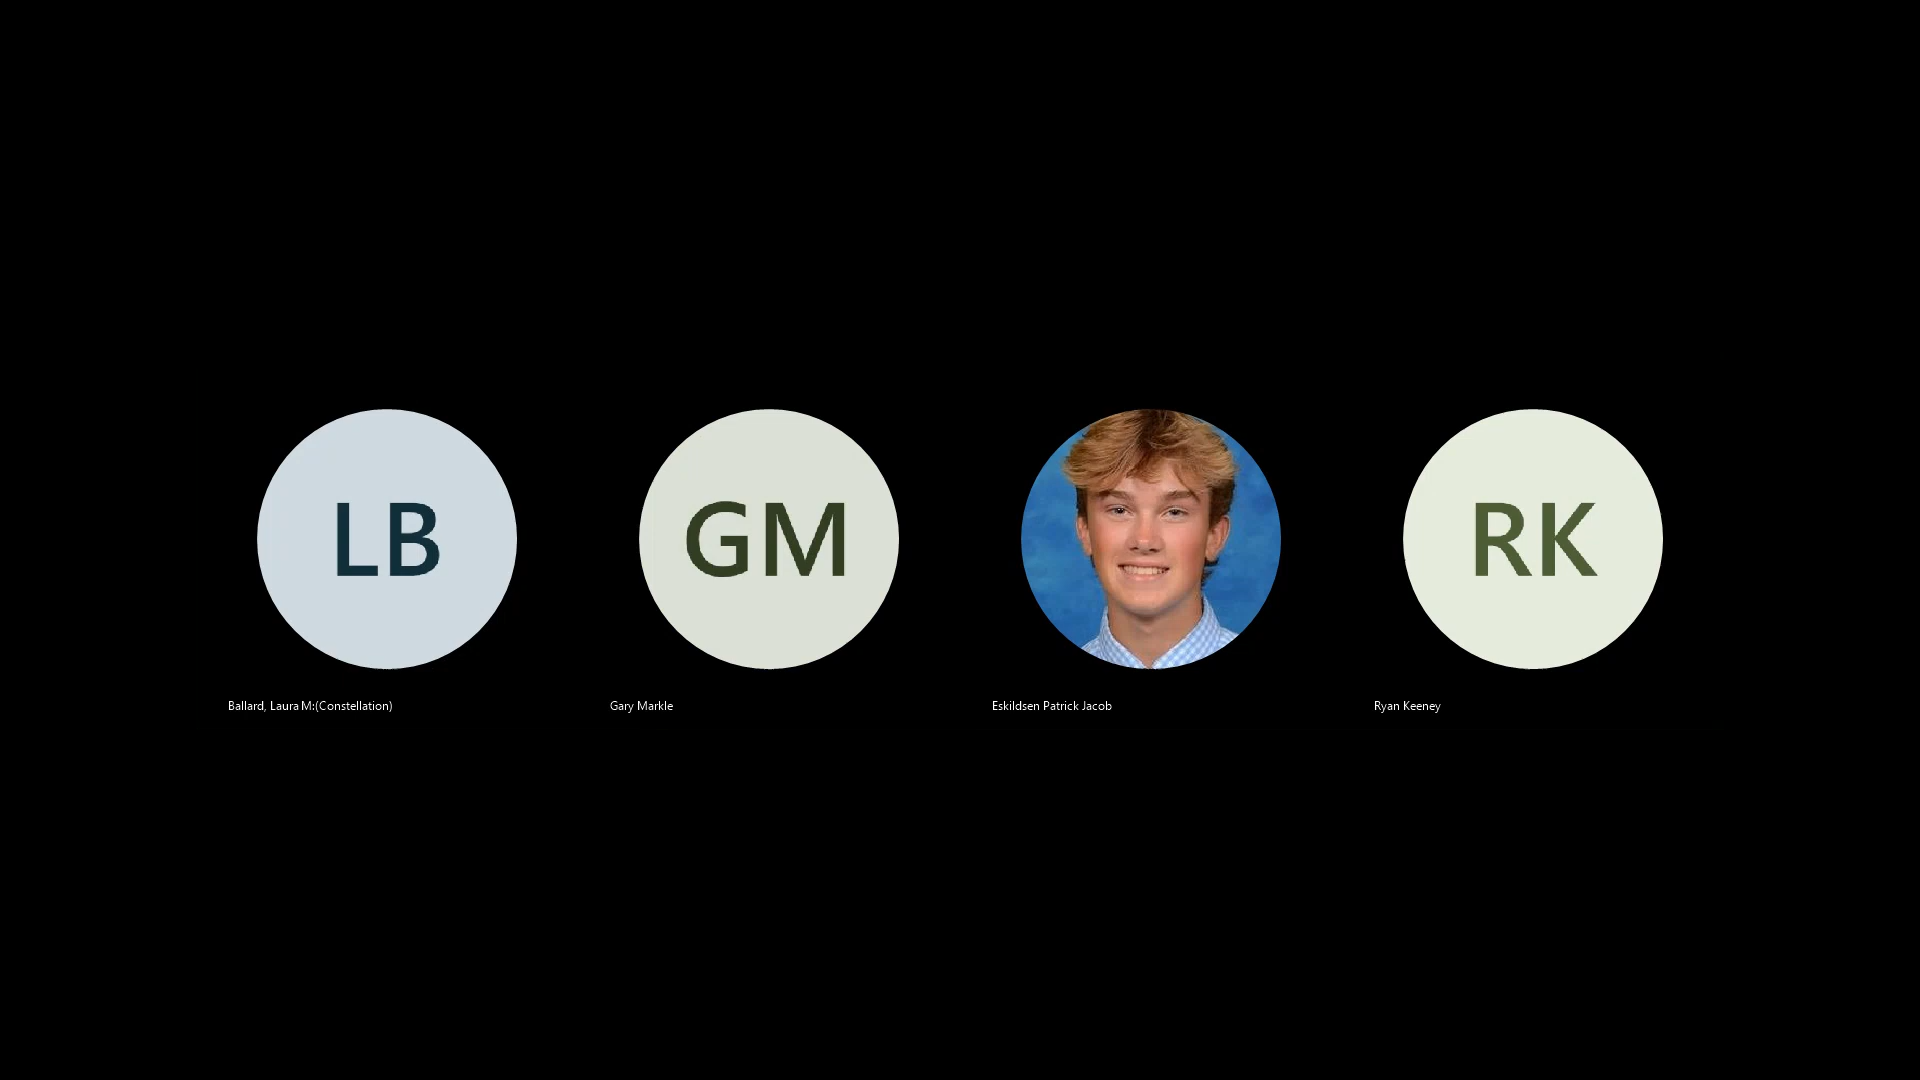 LB
GM
RK
Ballard, Laura M:(Constellation)
Gary Markle
Eskildsen Patrick Jacob
Ryan Keeney